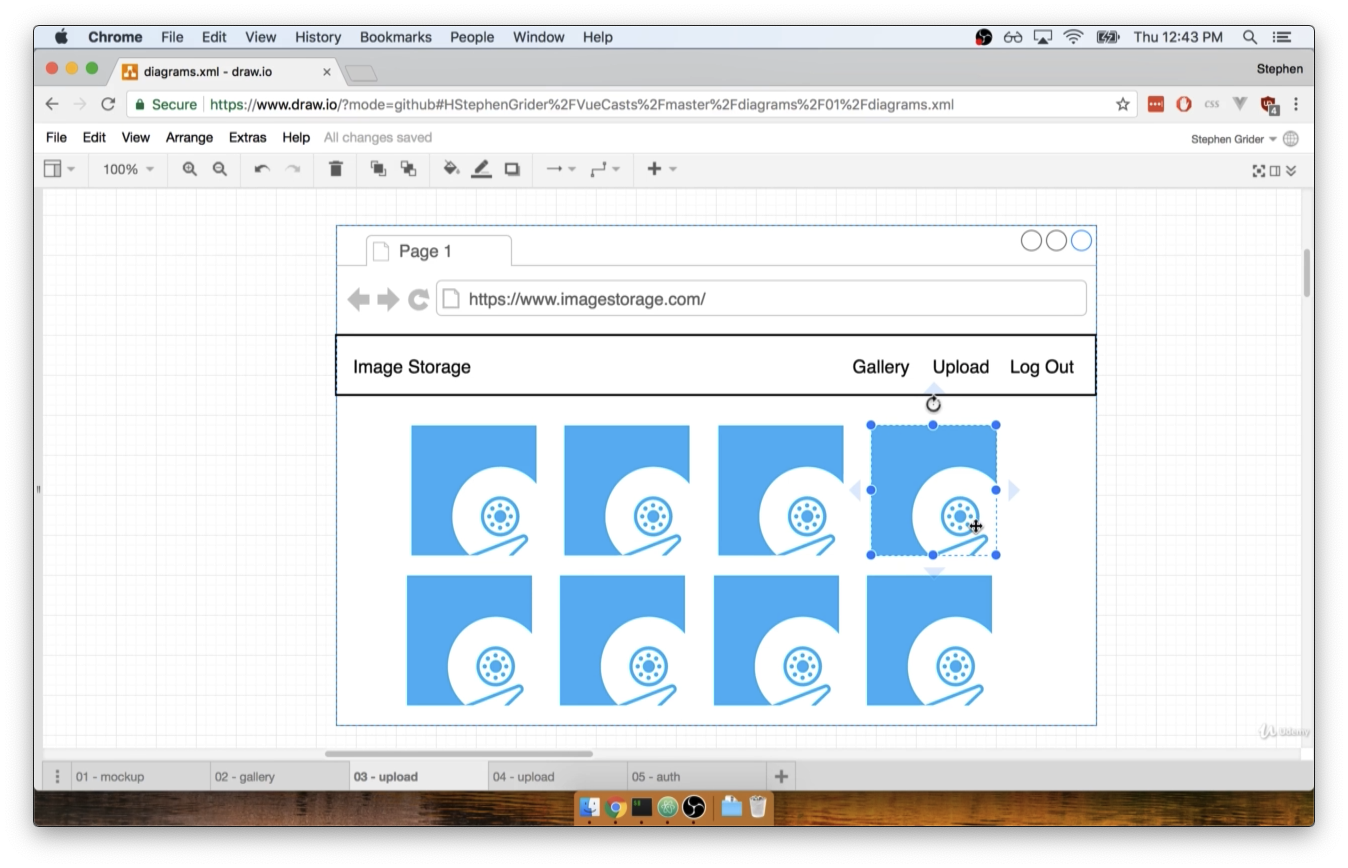 Chrome File Edit View History Bookmarks People Window Help Thu 12:43 PM
diagrams.xml - draw.io Stephen
Secure https://www.draw.io/?mode=github#HStephenGrider%2FVueCasts%2Fmaster%2Fdiagrams%2F01%2Fdiagrams.xml CSS 4
File Edit View Arrange Extras Help All changes saved Stephen Grider
100%
Page 1
https://www.imagestorage.com/
Image Storage Gallery Upload Log Out
Udemy
01 - mockup 02 - gallery 03 - upload 04 - upload 05 - auth